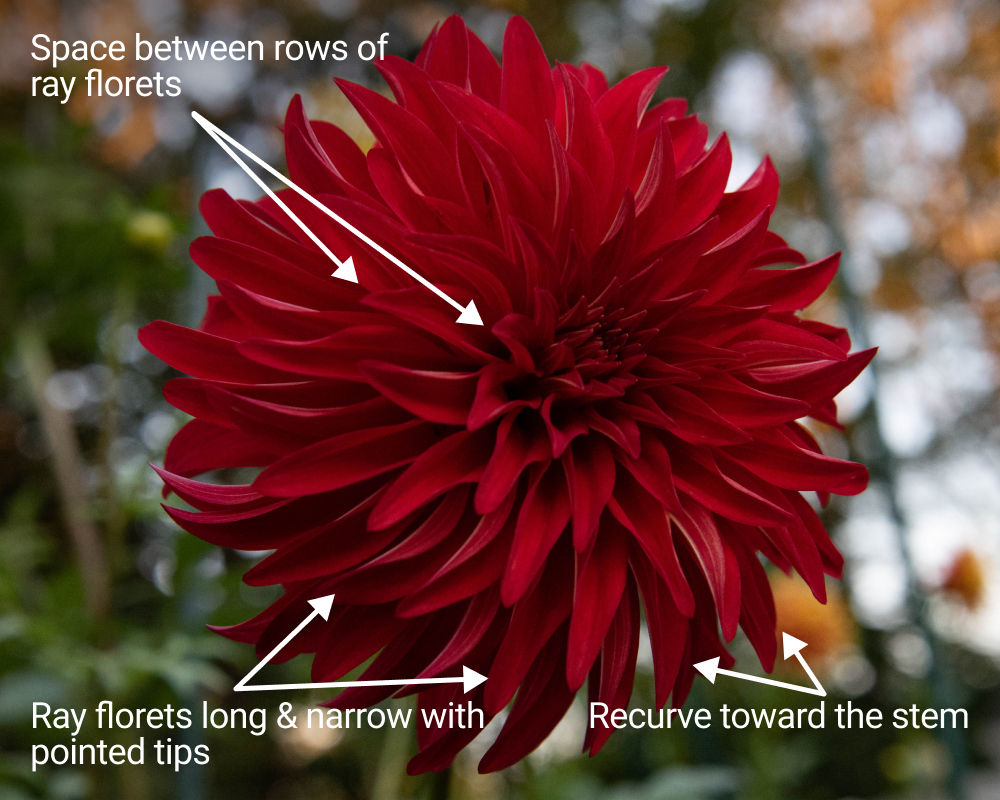 Space between rows of
ray florets
Ray florets long & narrow with
pointed tips
Recurve toward the stem